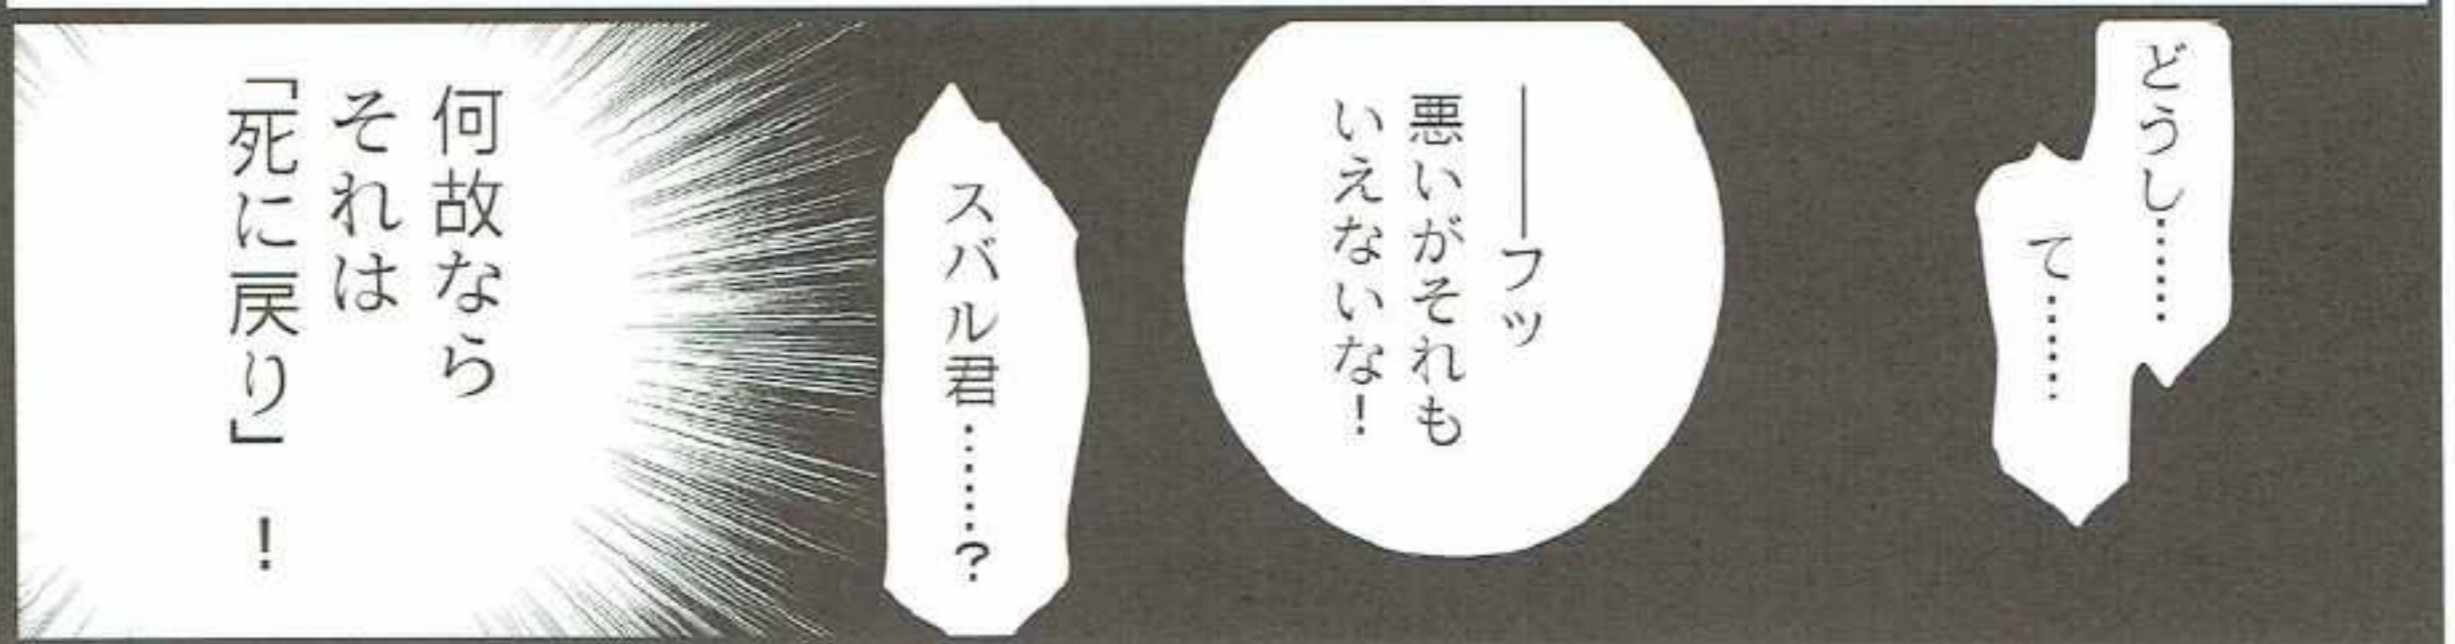 どうし……
て……
――フッ
悪いがそれも
いえないな!
スバル君………?
何故なら
それは
「死に戻り」!